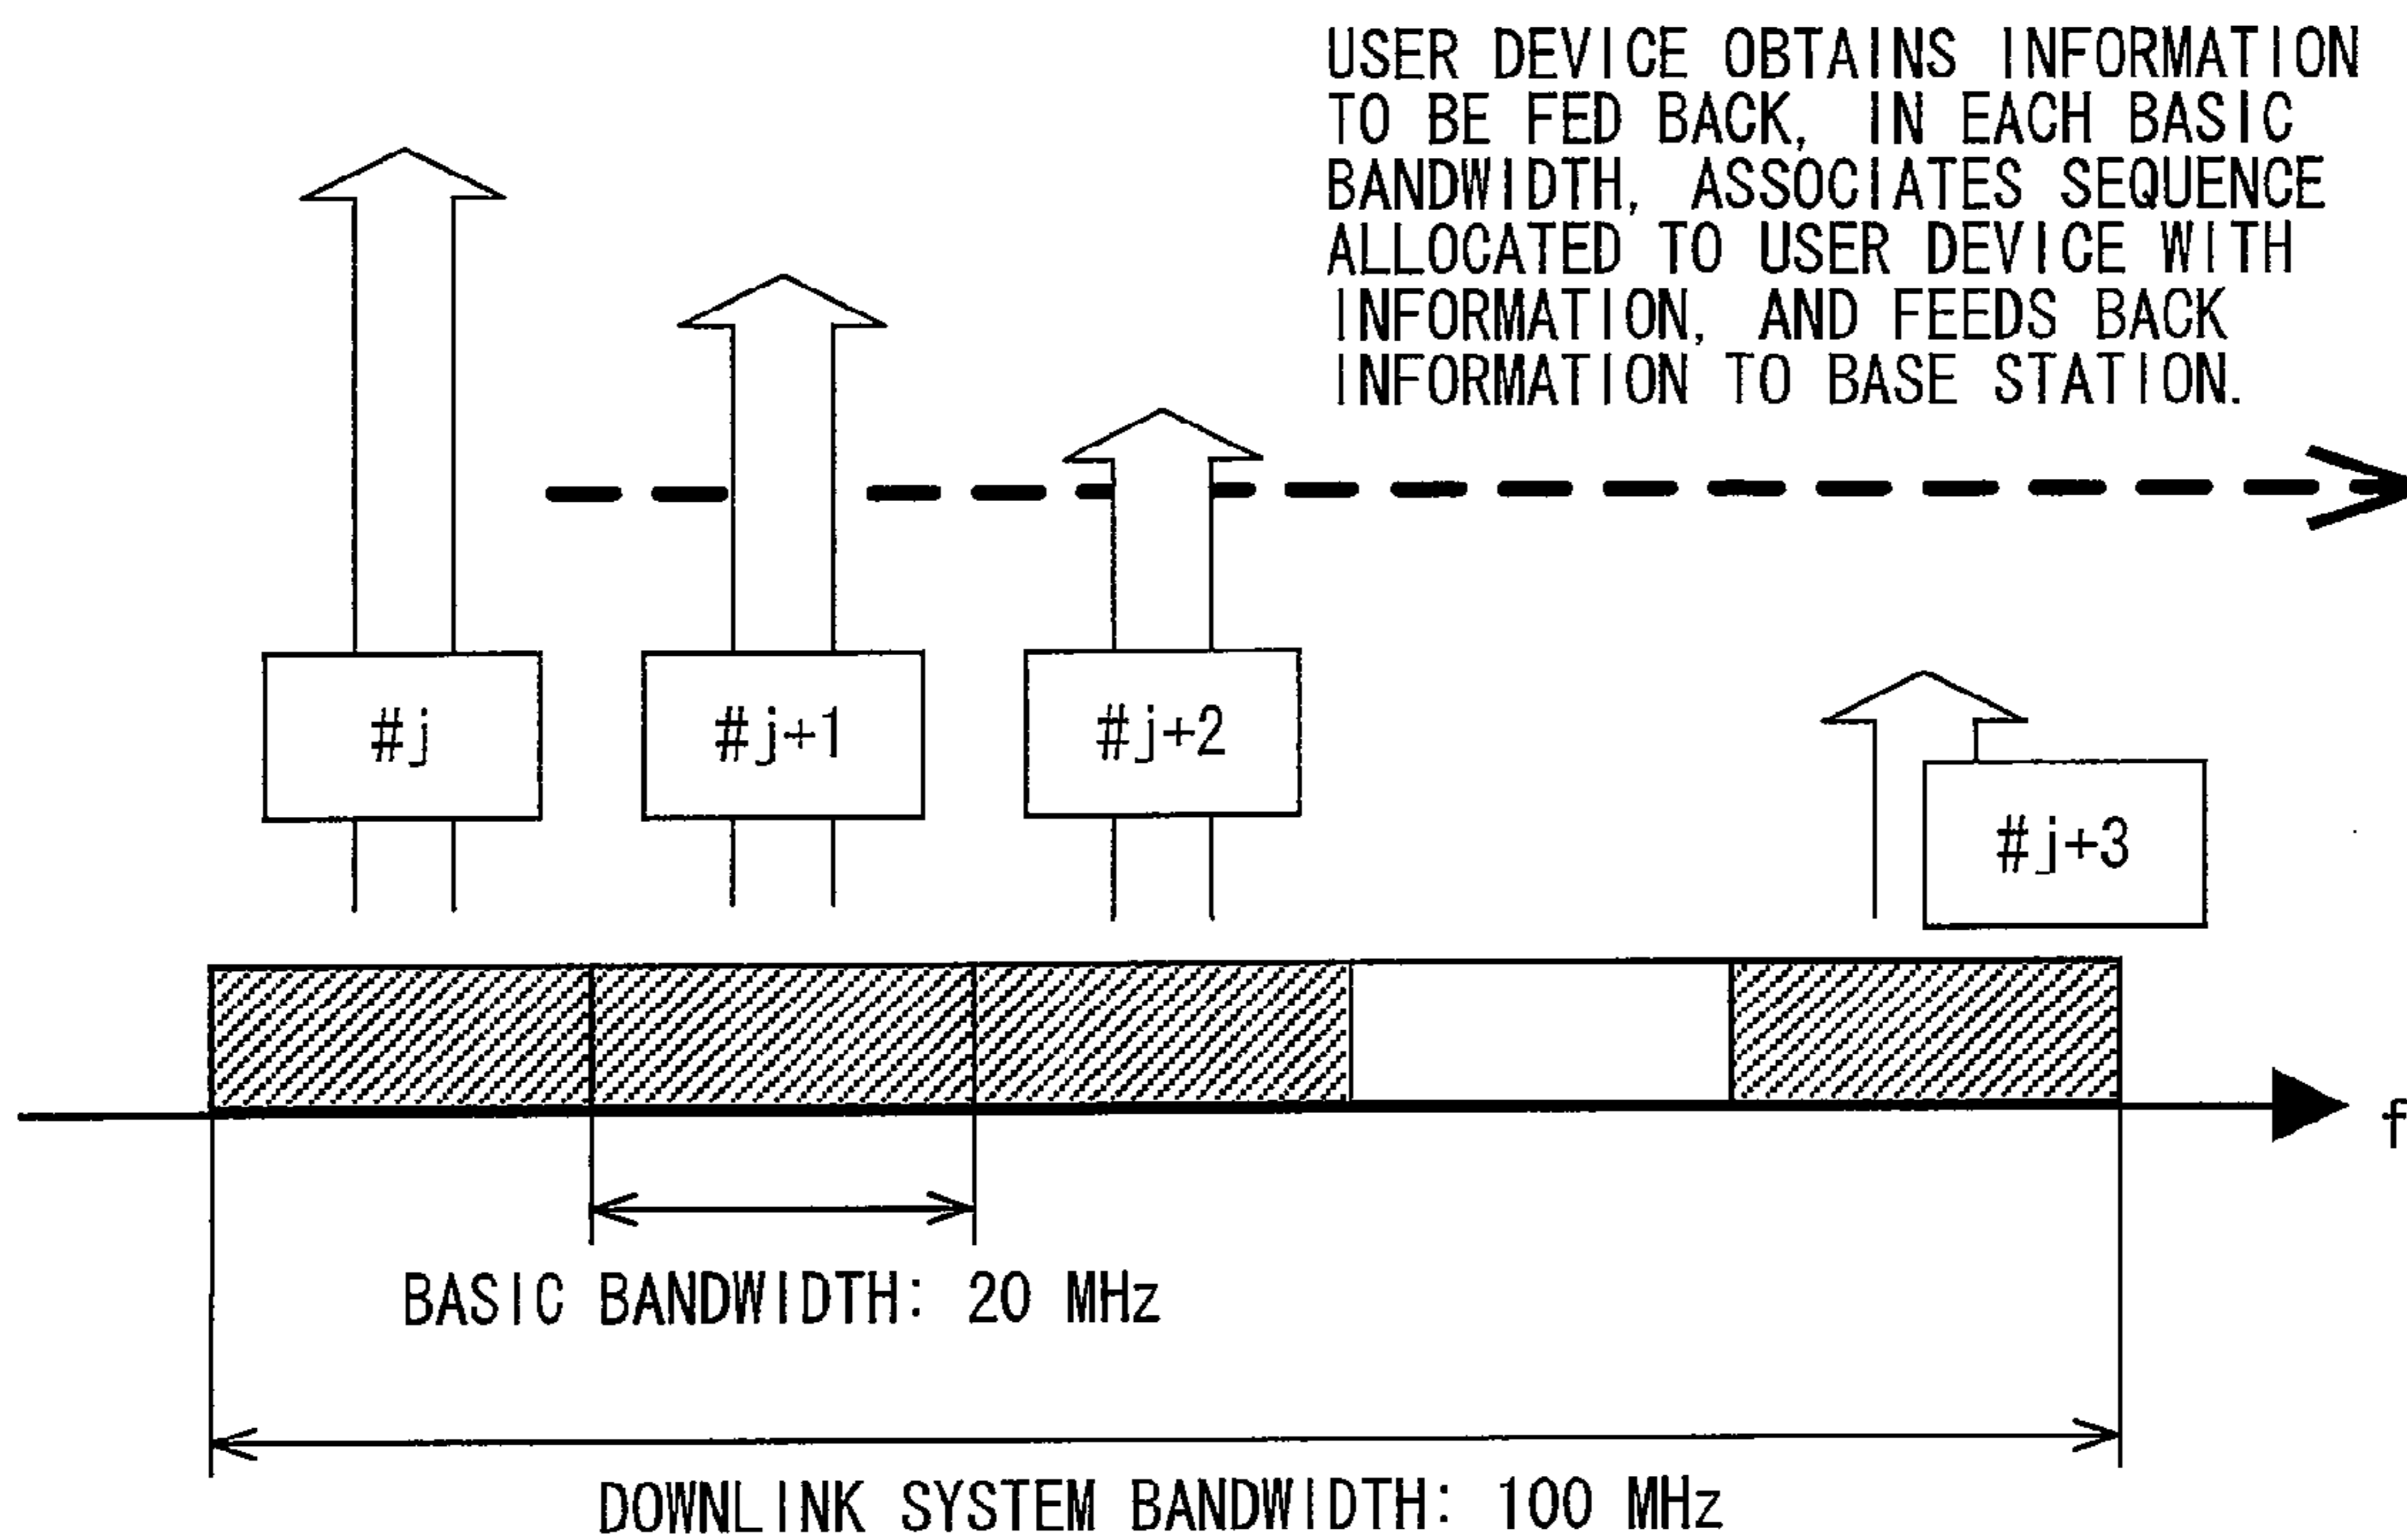 USER DEVICE OBTAINS INFORMATION
TO BE FED BACK, IN EACH BASIC
BANDWIDTH, ASSOCIATES SEQUENCE
ALLOCATED TO USER DEVICE WITH
INFORMATION, AND FEEDS BACK
INFORMATION TO BASE STATION.
#j
#j+1
#j+2
#j+3
f
BASIC BANDWIDTH: 20 MHz
DOWNLINK SYSTEM BANDWIDTH: 100 MHz